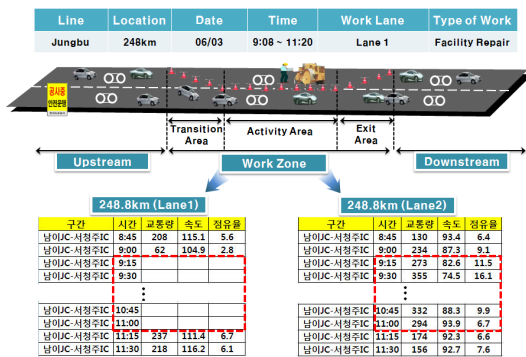 Line Location Date Time Work Lane Type of Work
Jungbu 248km 06/03 9:08 ~ 11:20 Lane 1 Facility Repair
공사중
안전운행
Transition Area Activity Area Exit Area
Upstream Work Zone Downstream
248.8km (Lane1)
구간 시간 교통량 속도 점유율
남이JC-서청주IC 8:45 208 115.1 5.6
남이JC-서청주IC 9:00 62 104.9 2.8
남이JC-서청주IC 9:15
남이JC-서청주IC 9:30
남이JC-서청주IC 10:45
남이JC-서청주IC 11:00
남이JC-서청주IC 11:15 237 111.4 6.7
남이JC-서청주IC 11:30 218 116.2 6.1
248.8km (Lane2)
구간 시간 교통량 속도 점유율
남이JC-서청주IC 8:45 130 93.4 6.4
남이JC-서청주IC 9:00 234 87.3 9.1
남이JC-서청주IC 9:15 273 82.6 11.5
남이JC-서청주IC 9:30 355 74.5 16.1
남이JC-서청주IC 10:45 332 88.3 9.9
남이JC-서청주IC 11:00 294 93.9 6.7
남이JC-서청주IC 11:15 174 92.3 6.6
남이JC-서청주IC 11:30 156 92.7 7.6